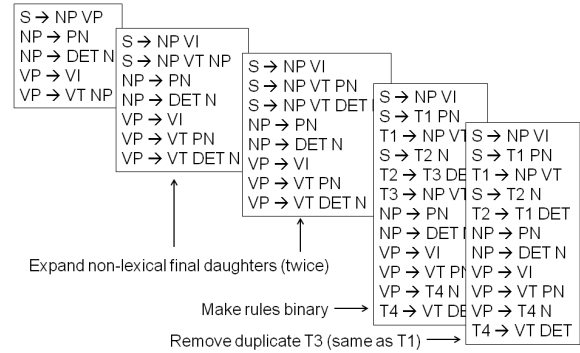 S → NP VP
NP → PN
NP → DET N
VP → VI
VP → VT NP
S → NP VI
S → NP VT NP
NP → PN
NP → DET N
VP → VI
VP → VT PN
VP → VT DET N
S → NP VI
S → NP VT PN
S → NP VT DET
NP → PN
NP → DET N
VP → VI
VP → VT PN
VP → VT DET N
S → NP VI
S → T1 PN
T1 → NP VT
S → T2 N
T2 → T3 DE
T3 → NP VT
NP → PN
NP → DET
VP → VI
VP → VT PN
VP → T4 N
T4 → VT DE
S → NP VI
S → T1 PN
T1 → NP VT
S → T2 N
T2 → T1 DET
NP → PN
NP → DET N
VP → VI
VP → VT PN
VP → T4 N
T4 → VT DET
Expand non-lexical final daughters (twice)
Make rules binary
Remove duplicate T3 (same as T1)